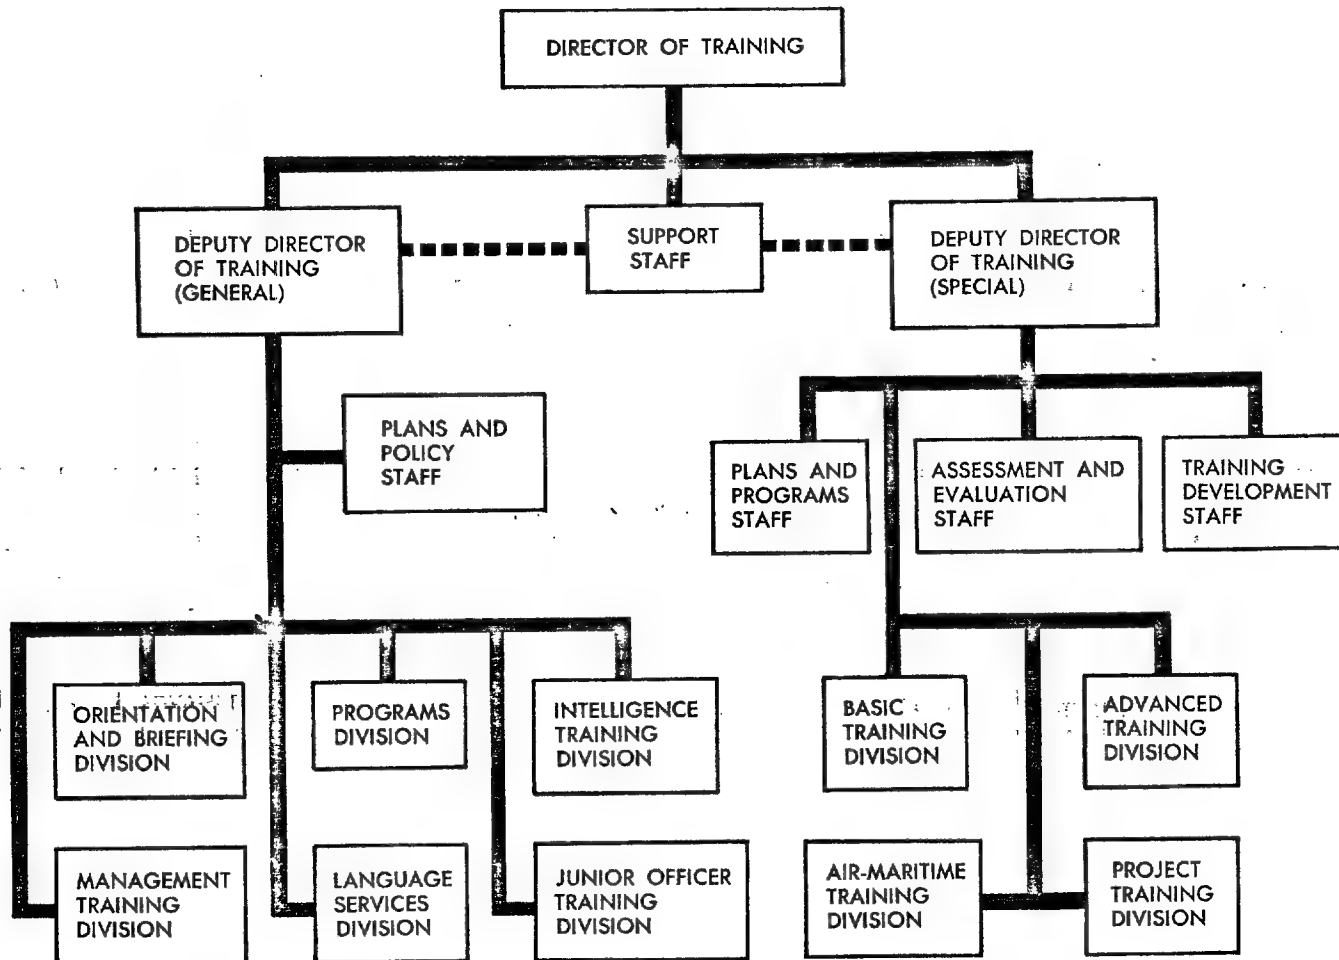 DIRECTOR OF TRAINING
DEPUTY DIRECTOR
OF TRAINING
(GENERAL)
SUPPORT
STAFF
DEPUTY DIRECTOR
OF TRAINING
(SPECIAL)
PLANS AND
POLICY
STAFF
PLANS AND
PROGRAMS
STAFF
ASSESSMENT AND
EVALUATION
STAFF
TRAINING
DEVELOPMENT
STAFF
ORIENTATION
AND BRIEFING
DIVISION
PROGRAMS
DIVISION
INTELLIGENCE
TRAINING
DIVISION
BASIC
TRAINING
DIVISION
ADVANCED
TRAINING
DIVISION
MANAGEMENT
TRAINING
DIVISION
LANGUAGE
SERVICES
DIVISION
JUNIOR OFFICER
TRAINING
DIVISION
AIR-MARITIME
TRAINING
DIVISION
PROJECT
TRAINING
DIVISION